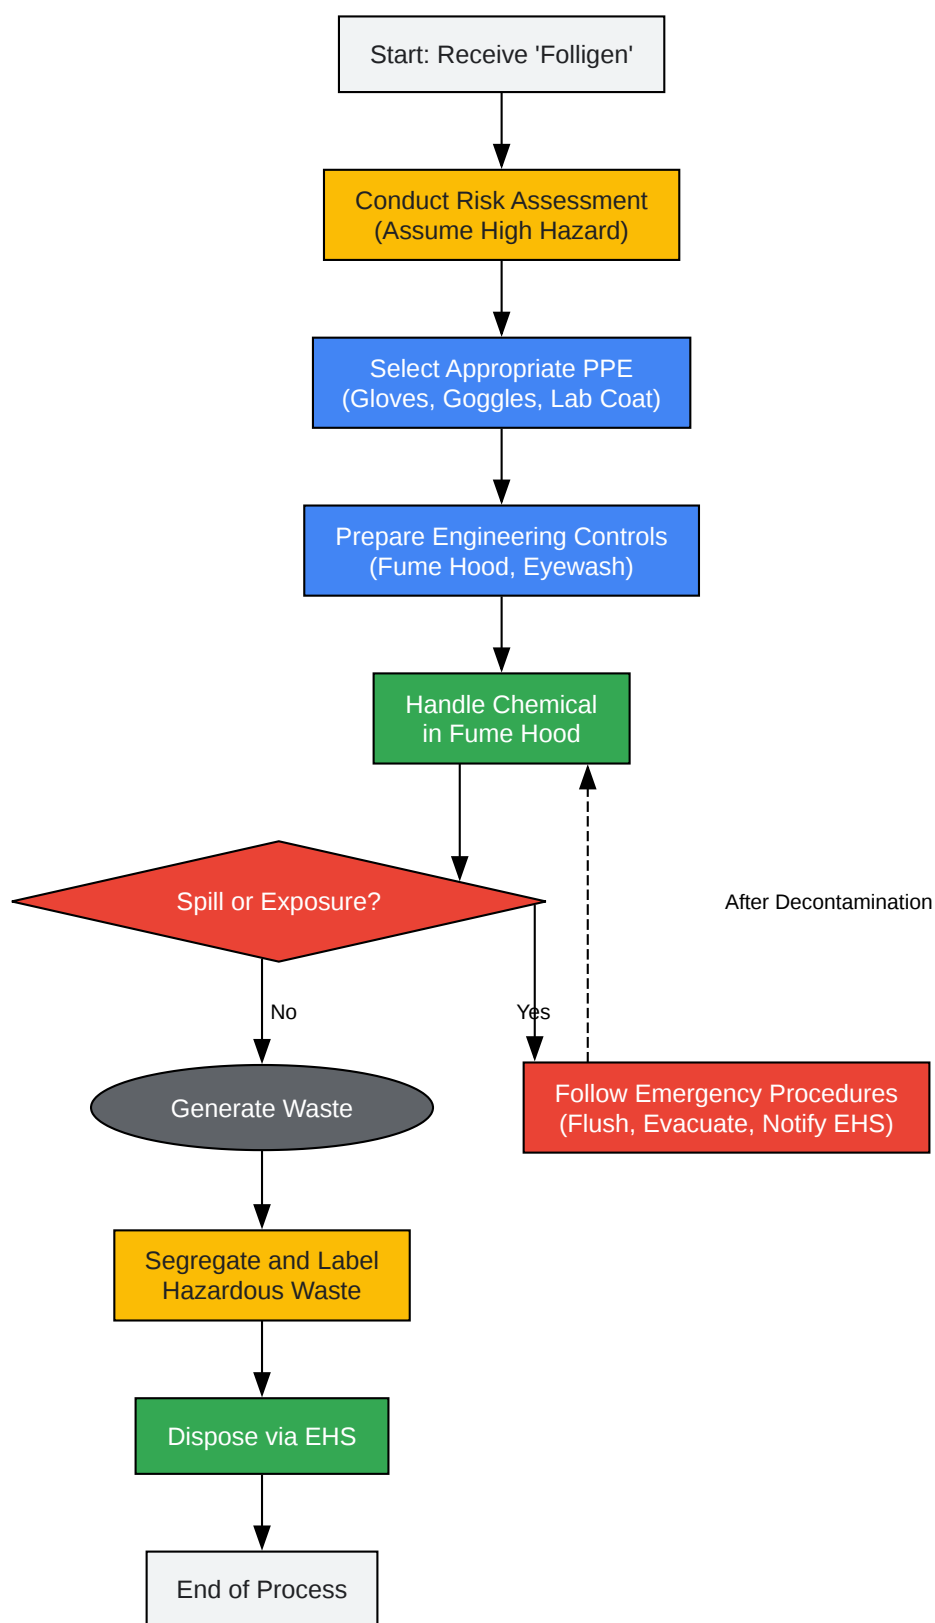 Start: Receive 'Folligen'
Conduct Risk Assessment
(Assume High Hazard)
Select Appropriate PPE
(Gloves, Goggles, Lab Coat)
Prepare Engineering Controls
(Fume Hood, Eyewash)
Handle Chemical
in Fume Hood
Spill or Exposure?
After Decontamination
No
Yes
Generate Waste
Follow Emergency Procedures
(Flush, Evacuate, Notify EHS)
Segregate and Label
Hazardous Waste
Dispose via EHS
End of Process